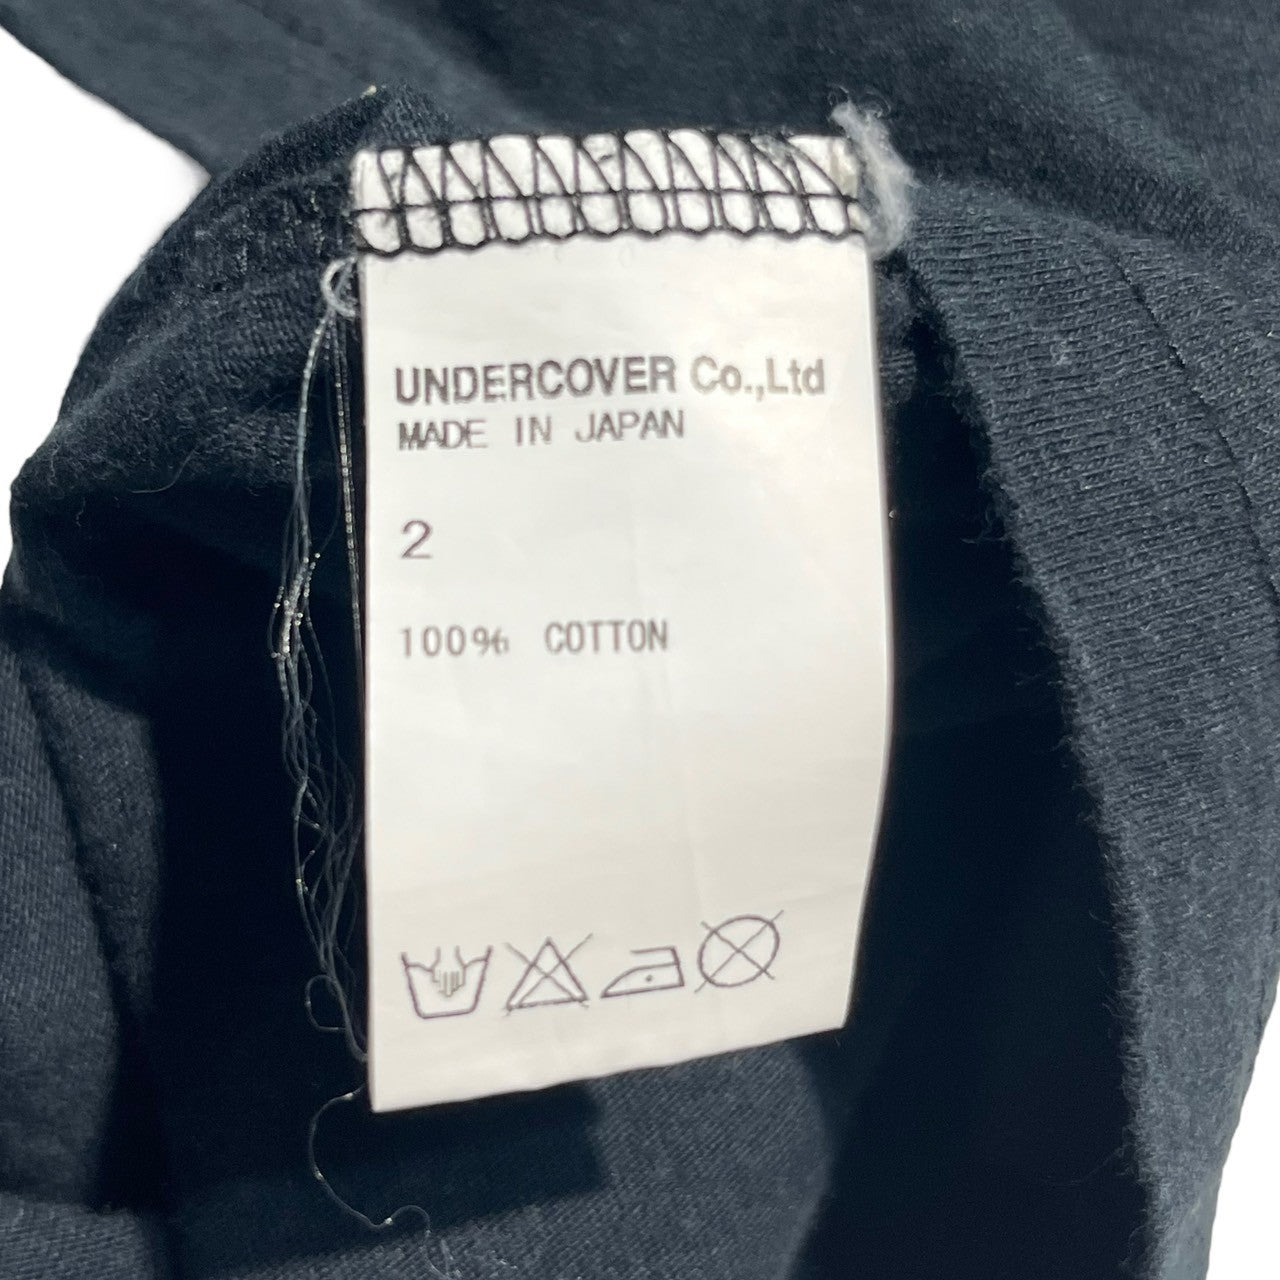 UNDERCOVER Co.,Ltd
MADE IN JAPAN
2
100% COTTON